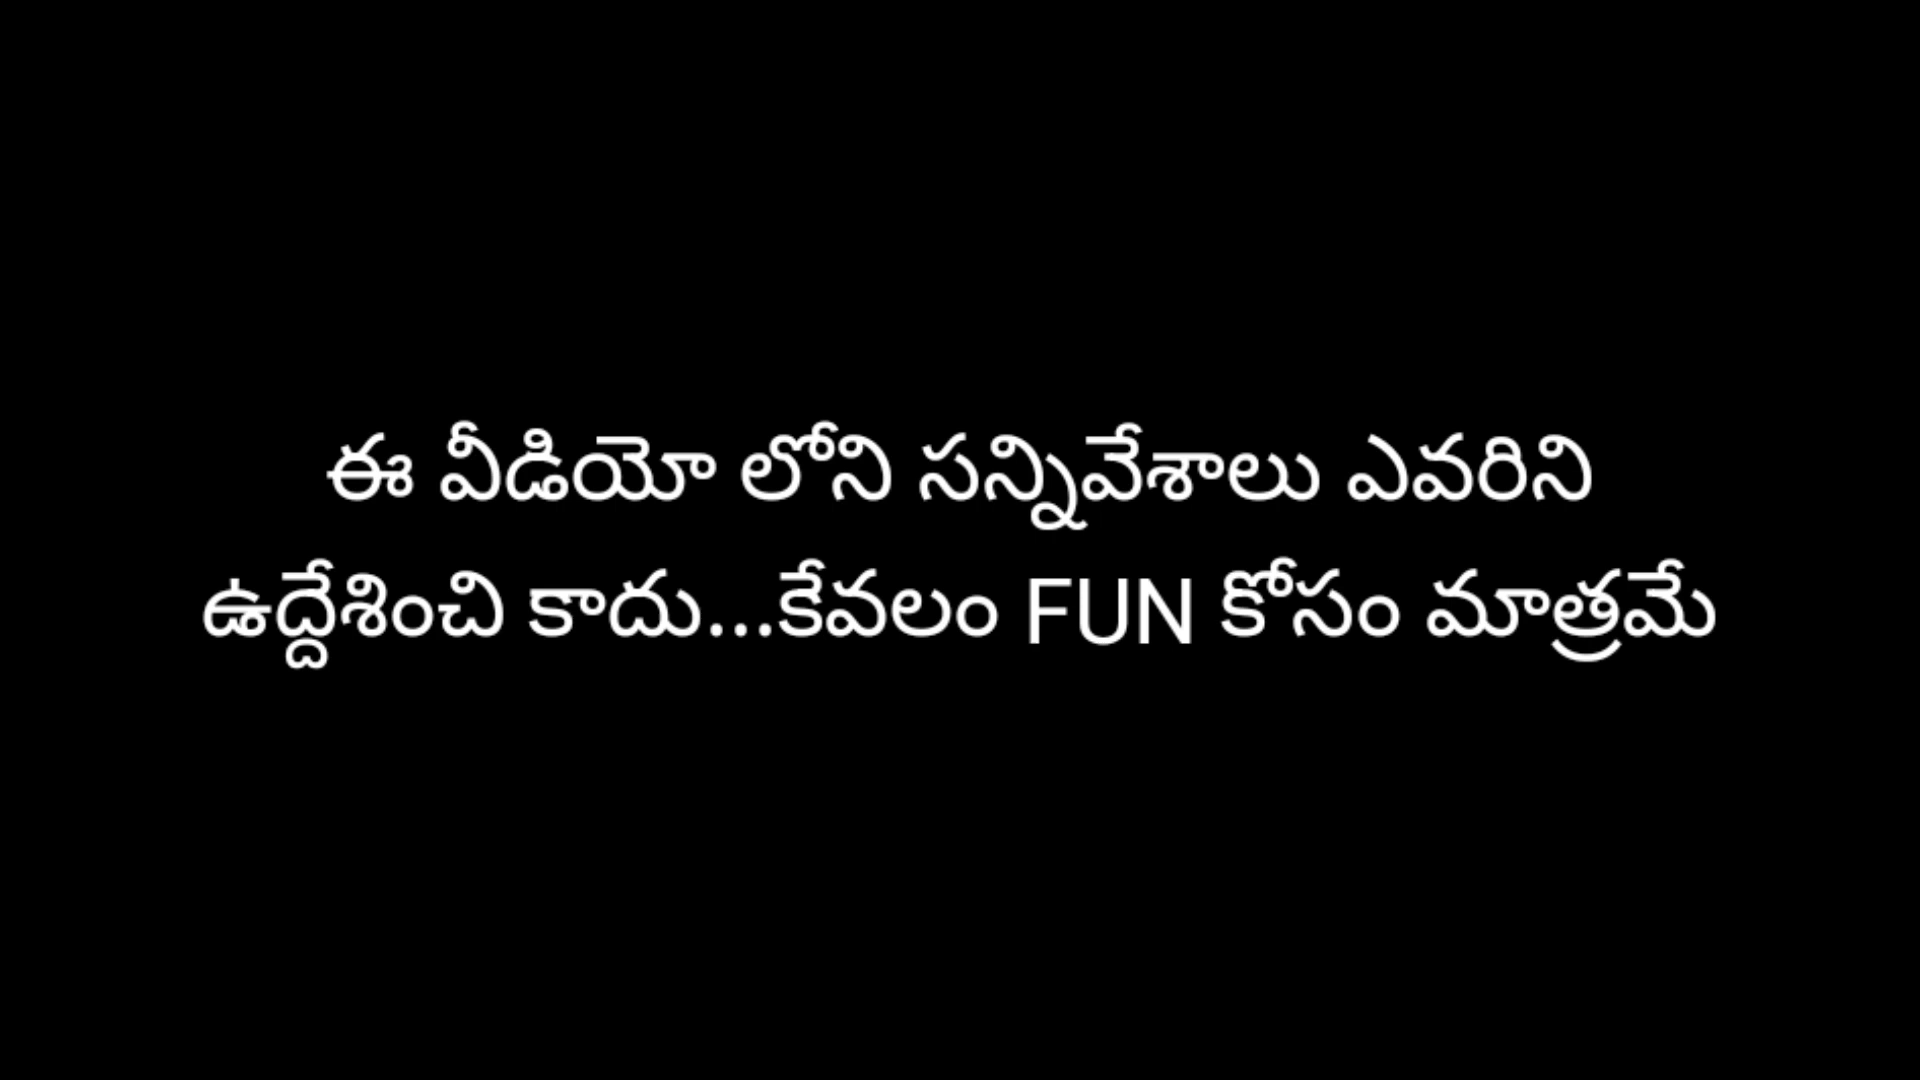 ఈ వీడియో లోని సన్నివేశాలు ఎవరిని
ఉద్దేశించి కాదు...కేవలం FUN కోసం మాత్రమే